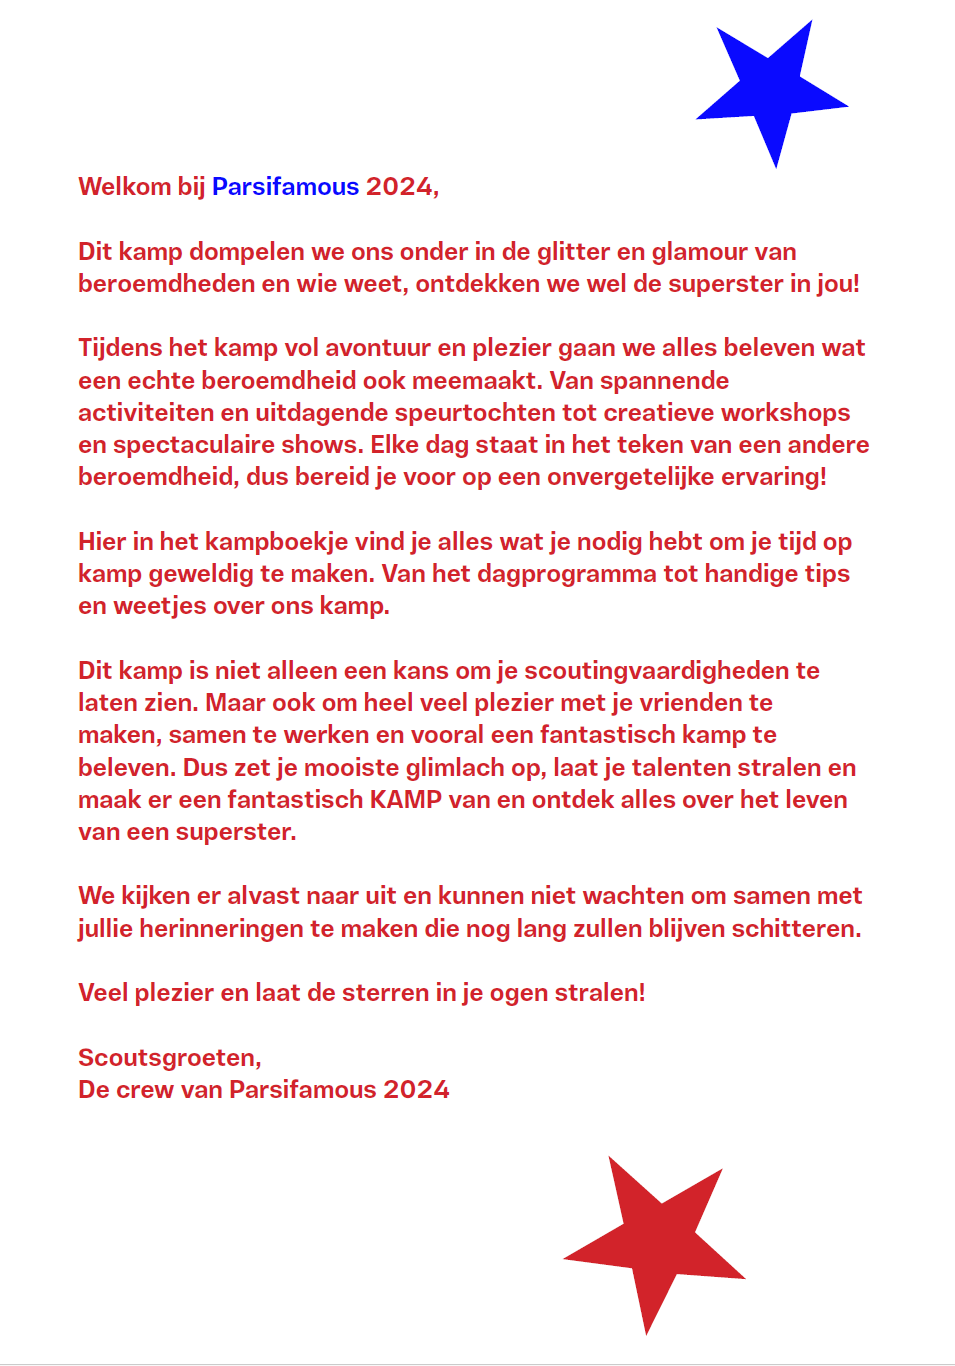 Welkom bij Parsifamous 2024,
Dit kamp dompelen we ons onder in de glitter en glamour van
beroemdheden en wie weet, ontdekken we wel de superster in jou!
Tijdens het kamp vol avontuur en plezier gaan we alles beleven wat
een echte beroemdheid ook meemaakt. Van spannende
activiteiten en uitdagende speurtochten tot creatieve workshops
en spectaculaire shows. Elke dag staat in het teken van een andere
beroemdheid, dus bereid je voor op een onvergetelijke ervaring!
Hier in het kampboekje vind je alles wat je nodig hebt om je tijd op
kamp geweldig te maken. Van het dagprogramma tot handige tips
en weetjes over ons kamp.
Dit kamp is niet alleen een kans om je scoutingvaardigheden te
laten zien. Maar ook om heel veel plezier met je vrienden te
maken, samen te werken en vooral een fantastisch kamp te
beleven. Dus zet je mooiste glimlach op, laat je talenten stralen en
maak er een fantastisch KAMP van en ontdek alles over het leven
van een superster.
We kijken er alvast naar uit en kunnen niet wachten om samen met
jullie herinneringen te maken die nog lang zullen blijven schitteren.
Veel plezier en laat de sterren in je ogen stralen!
Scoutsgroeten,
De crew van Parsifamous 2024